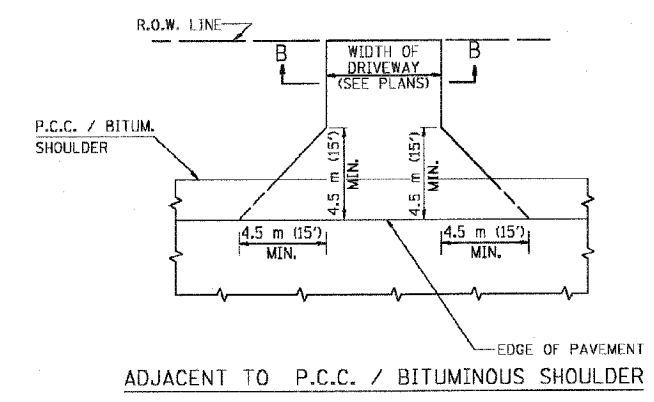 R.O.W. LINE
B
WIDTH OF
DRIVEWAY
(SEE PLANS)
B
P.C.C. / BITUM.
SHOULDER
4.5 m (15')
MIN.
4.5 m (15')
MIN.
4.5 m (15')
MIN.
4.5 m (15')
MIN.
EDGE OF PAVEMENT
ADJACENT TO P.C.C. / BITUMINOUS SHOULDER